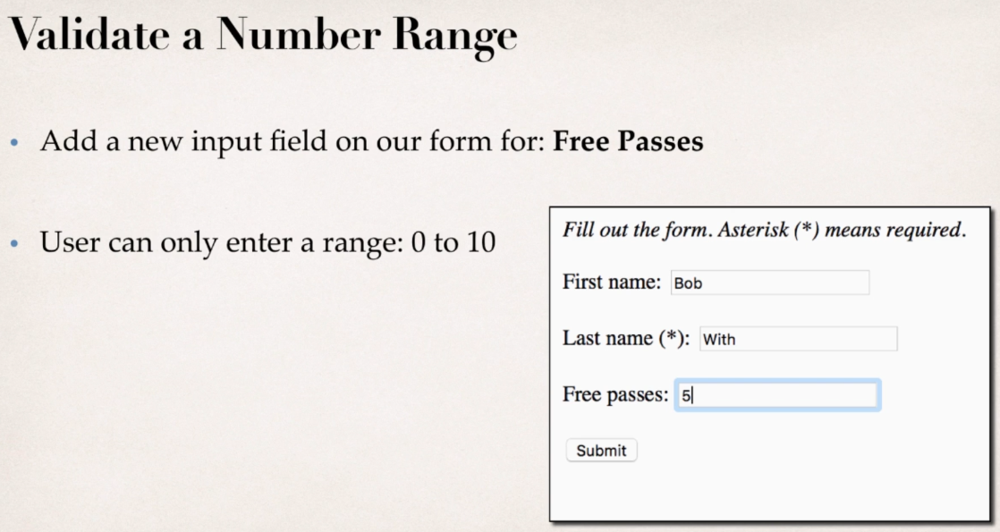 Validate a Number Range
• Add a new input field on our form for: Free Passes
• User can only enter a range: 0 to 10
Fill out the form. Asterisk (*) means required.
First name: Bob
Last name (*): With
Free passes: 5
Submit